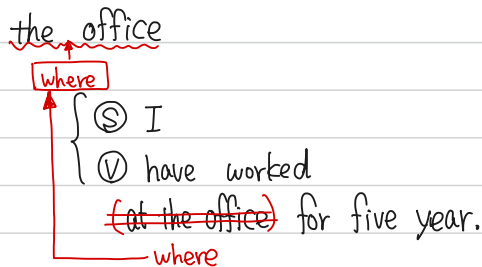 the office
where
Ⓢ I
Ⓥ have worked
(at the office) for five year.
where